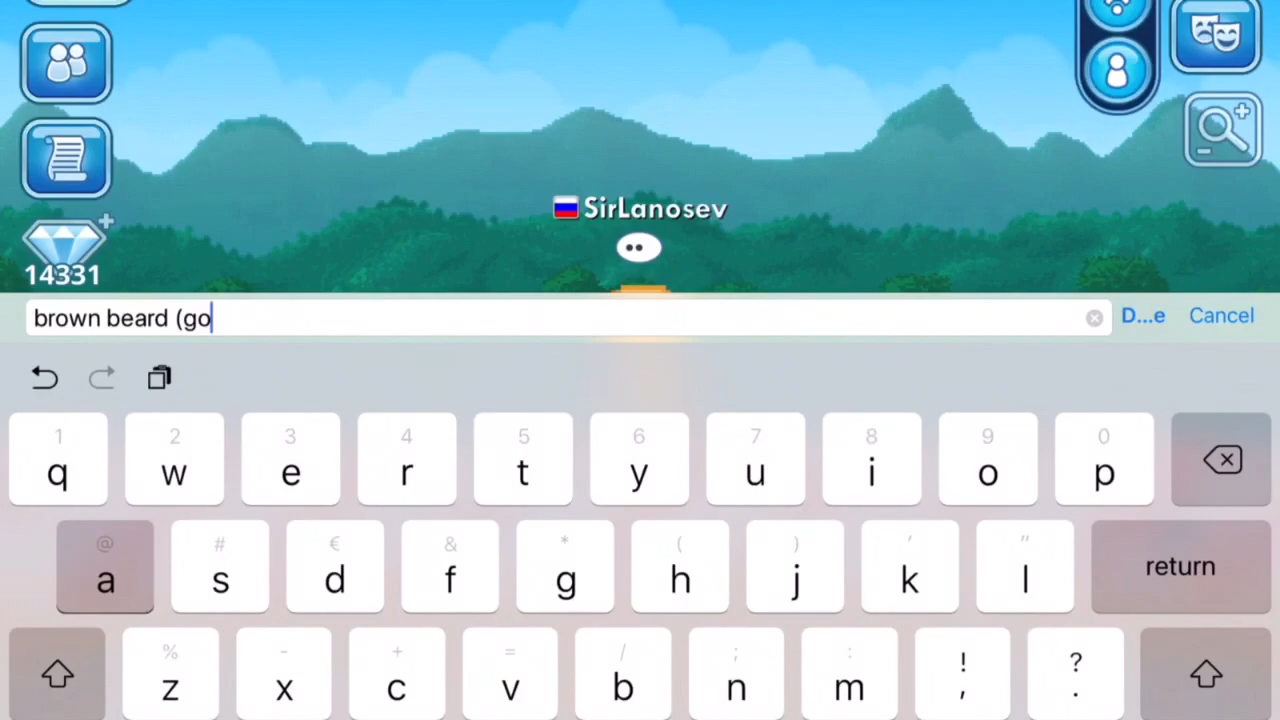 SirLanosev
14331
brown beard (go
D...e Cancel
1 2 3 4 5 6 7 8 9 0
q w e r t y u i o p
@ # € & * ( ) ' "
a s d f g h j k l return
% - + = / ; : ! ?
z x c v b n m , .